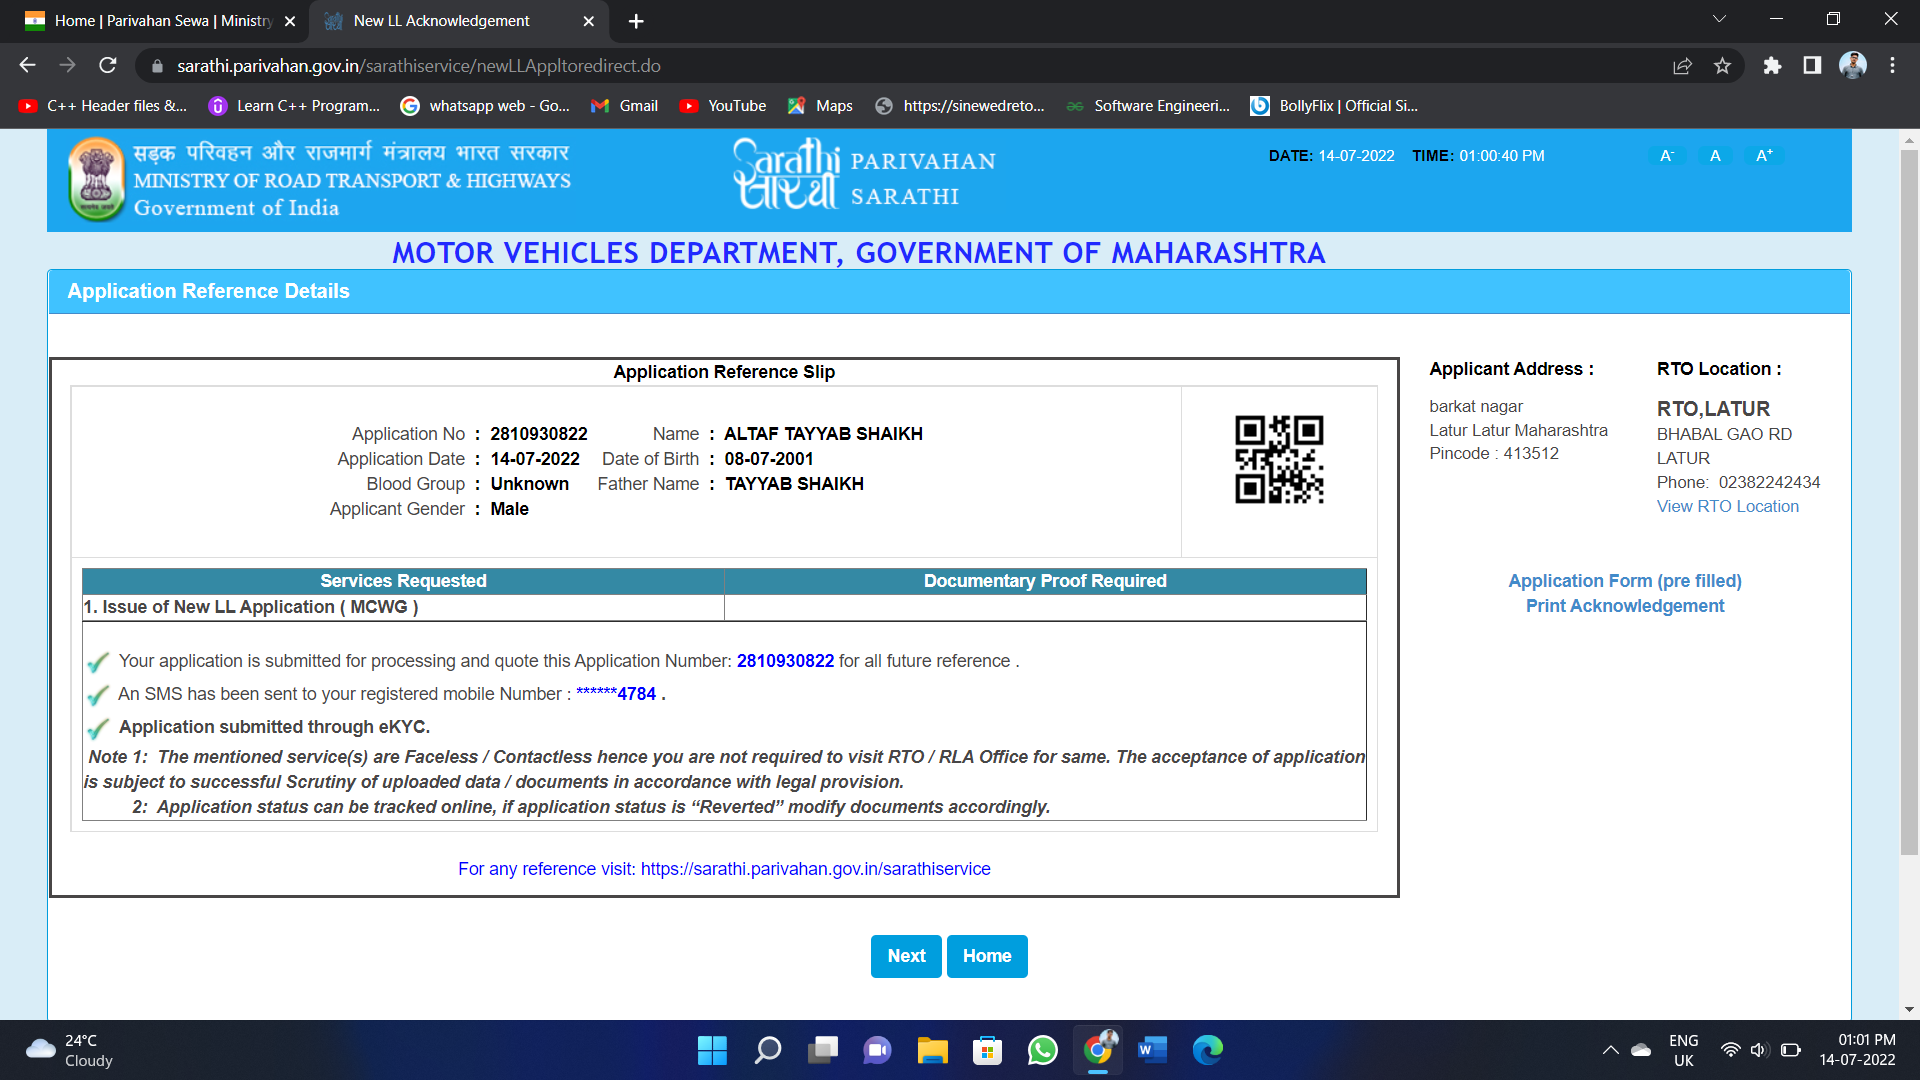 Home | Parivahan Sewa | Ministry
New LL Acknowledgement
sarathi.parivahan.gov.in/sarathiservice/newLLAppltoredirect.do
C++ Header files &... Learn C++ Program... whatsapp web - Go... Gmail YouTube Maps https://sinewedreto... Software Engineeri... BollyFlix | Official Si...
सड़क परिवहन और राजमार्ग मंत्रालय भारत सरकार
MINISTRY OF ROAD TRANSPORT & HIGHWAYS
Government of India
Sarathi
सारथी
PARIVAHAN
SARATHI
DATE: 14-07-2022 TIME: 01:00:40 PM
A- A A+
MOTOR VEHICLES DEPARTMENT, GOVERNMENT OF MAHARASHTRA
Application Reference Details
Application Reference Slip
Application No : 2810930822 Name : ALTAF TAYYAB SHAIKH
Application Date : 14-07-2022 Date of Birth : 08-07-2001
Blood Group : Unknown Father Name : TAYYAB SHAIKH
Applicant Gender : Male
Applicant Address :
barkat nagar
Latur Latur Maharashtra
Pincode : 413512
RTO Location :
RTO,LATUR
BHABAL GAO RD
LATUR
Phone: 02382242434
View RTO Location
Application Form (pre filled)
Print Acknowledgement
Services Requested Documentary Proof Required
1. Issue of New LL Application ( MCWG )
Your application is submitted for processing and quote this Application Number: 2810930822 for all future reference .
An SMS has been sent to your registered mobile Number : ******4784 .
Application submitted through eKYC.
Note 1: The mentioned service(s) are Faceless / Contactless hence you are not required to visit RTO / RLA Office for same. The acceptance of application
is subject to successful Scrutiny of uploaded data / documents in accordance with legal provision.
2: Application status can be tracked online, if application status is “Reverted” modify documents accordingly.
For any reference visit: https://sarathi.parivahan.gov.in/sarathiservice
Next Home
24°C
Cloudy
ENG
UK
01:01 PM
14-07-2022